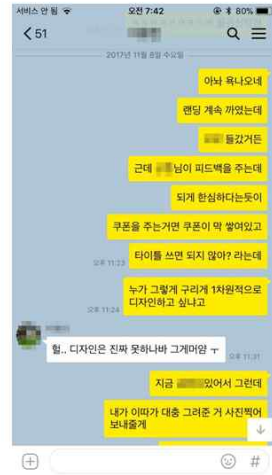 서비스 안 됨
오전 7:42
80%
51
2017년 11월 8일 수요일
아놔 욕나오네
랜딩 계속 까였는데
들갔거든
근데 님이 피드백을 주는데
되게 한심하다는듯이
쿠폰을 주는거면 쿠폰이 막 쌓여있고
타이틀 쓰면 되지 않아? 라는데
오후 11:23
누가 그렇게 구리게 1차원적으로
디자인하고 싶냐고
오후 11:24
헐.. 디자인은 진짜 못하나바 그게머얌 ㅜ
오후 11:31
지금 있어서 그런데
내가 이따가 대충 그려준 거 사진찍어
보내줄게
#